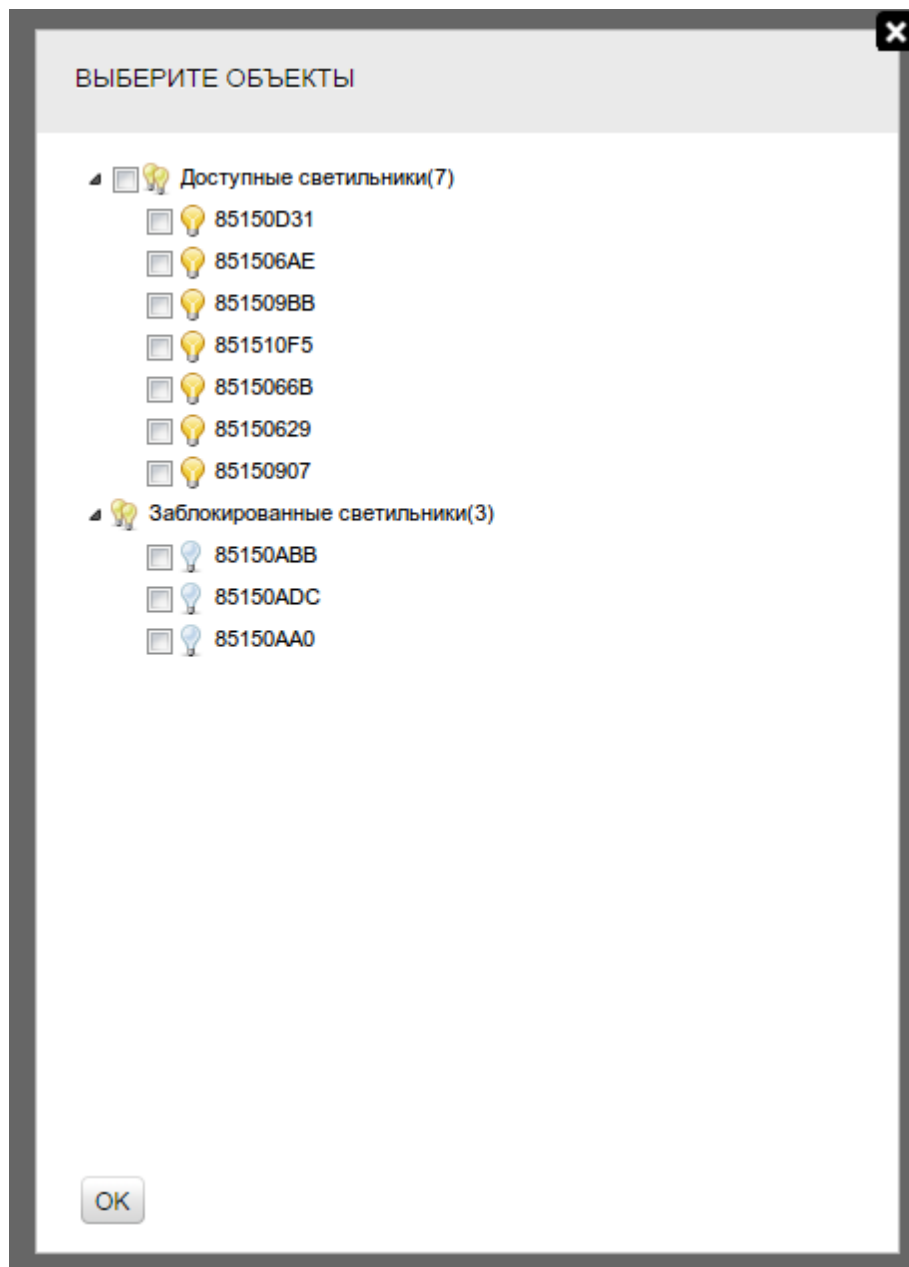 ВЫБЕРИТЕ ОБЪЕКТЫ
Доступные светильники(7)
85150D31
851506AE
851509BB
851510F5
8515066B
85150629
85150907
Заблокированные светильники(3)
85150ABB
85150ADC
85150AA0
OK